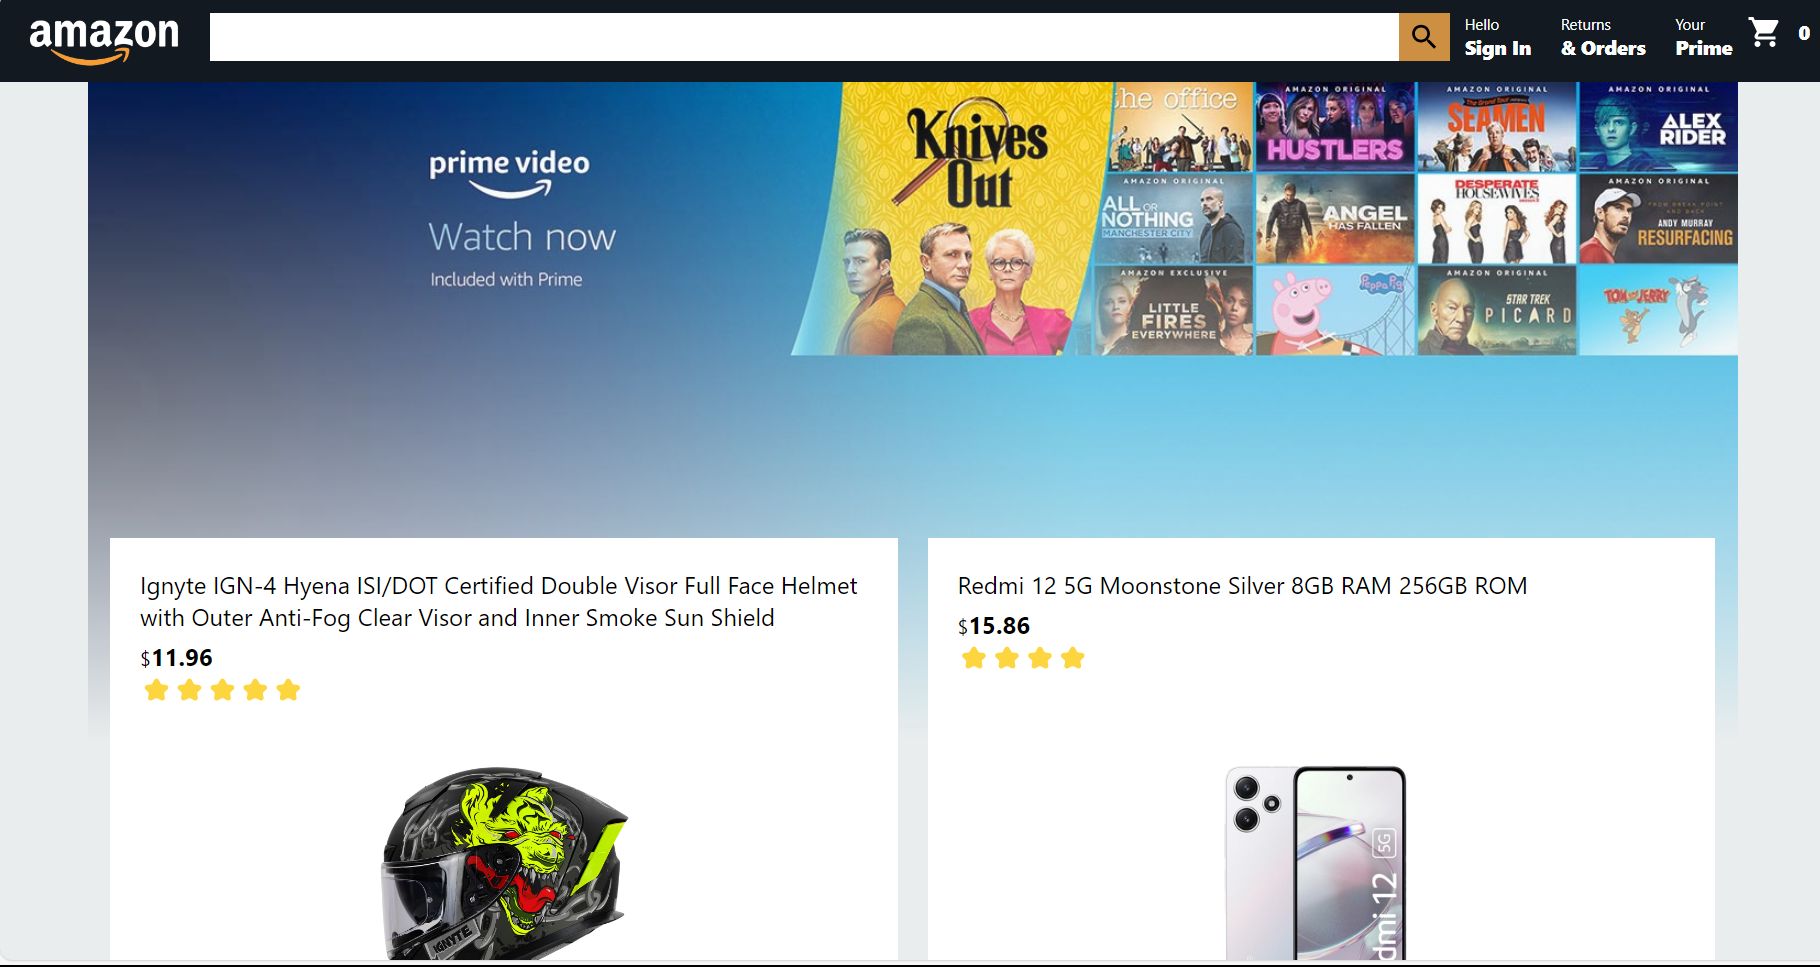 amazon
Hello
Sign In
Returns
& Orders
Your
Prime
0
prime video
Watch now
Included with Prime
Knives
Out
the office
AMAZON ORIGINAL
HUSTLERS
AMAZON ORIGINAL
SEAMEN
AMAZON ORIGINAL
ALEX
RIDER
AMAZON ORIGINAL
ALL OR
NOTHING
MANCHESTER CITY
ANGEL
HAS FALLEN
DESPERATE
HOUSEWIVES
AMAZON ORIGINAL
FROM BREAK POINT
AND BACK
ANDY MURRAY
RESURFACING
AMAZON EXCLUSIVE
LITTLE
FIRES
EVERYWHERE
Peppa Pig
AMAZON ORIGINAL
STAR TREK
PICARD
TOM AND JERRY
Ignyte IGN-4 Hyena ISI/DOT Certified Double Visor Full Face Helmet
with Outer Anti-Fog Clear Visor and Inner Smoke Sun Shield
$11.96
IGNYTE
Redmi 12 5G Moonstone Silver 8GB RAM 256GB ROM
$15.86
dmi 12 5G